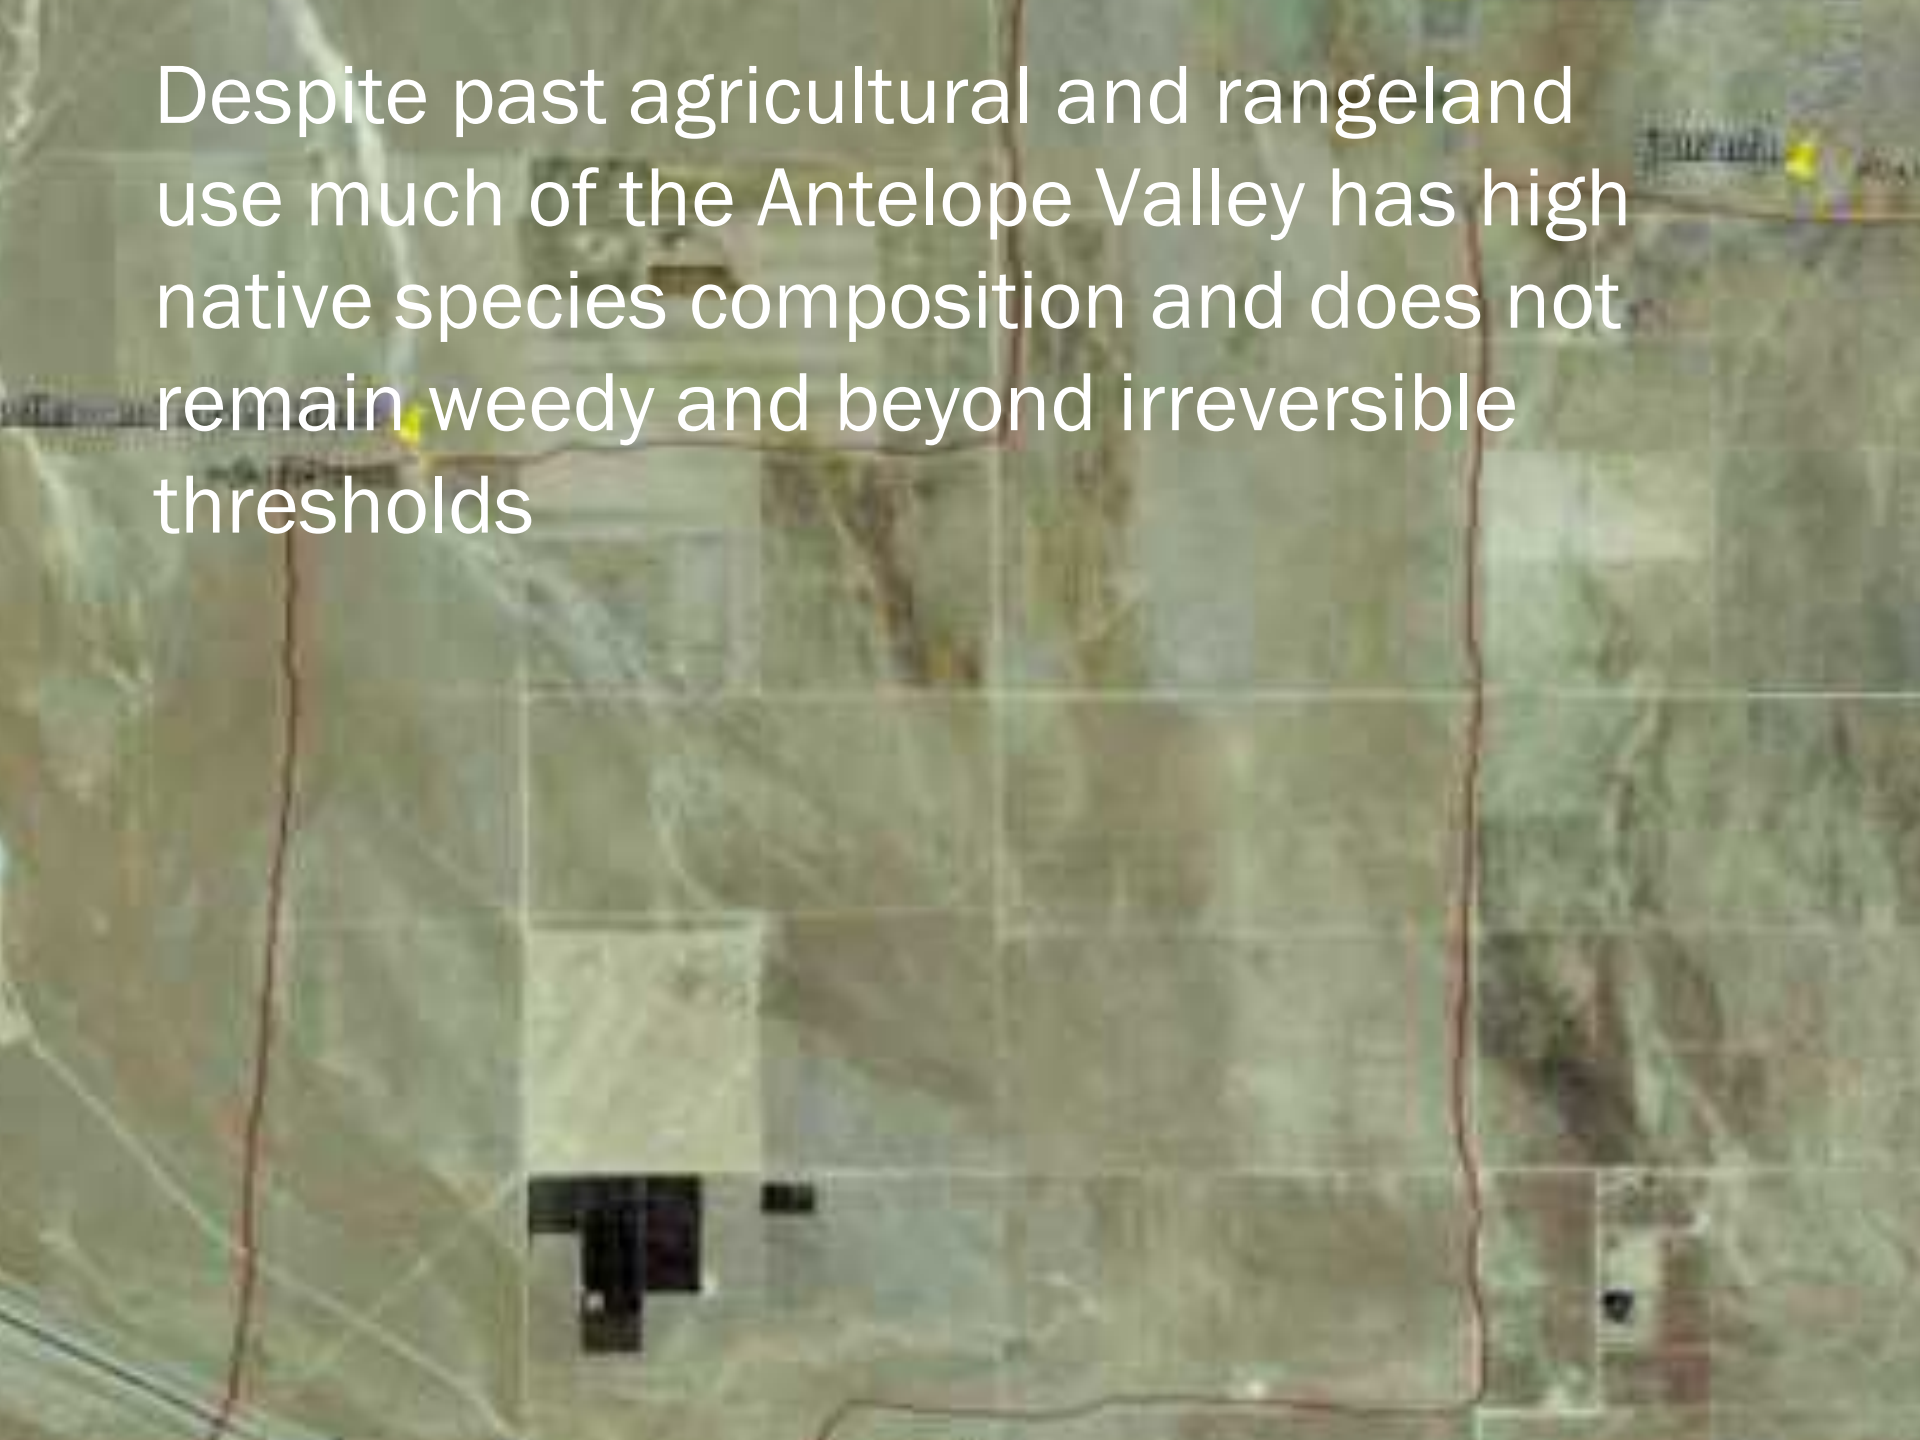 Despite past agricultural and rangeland
use much of the Antelope Valley has high
native species composition and does not
remain weedy and beyond irreversible
thresholds